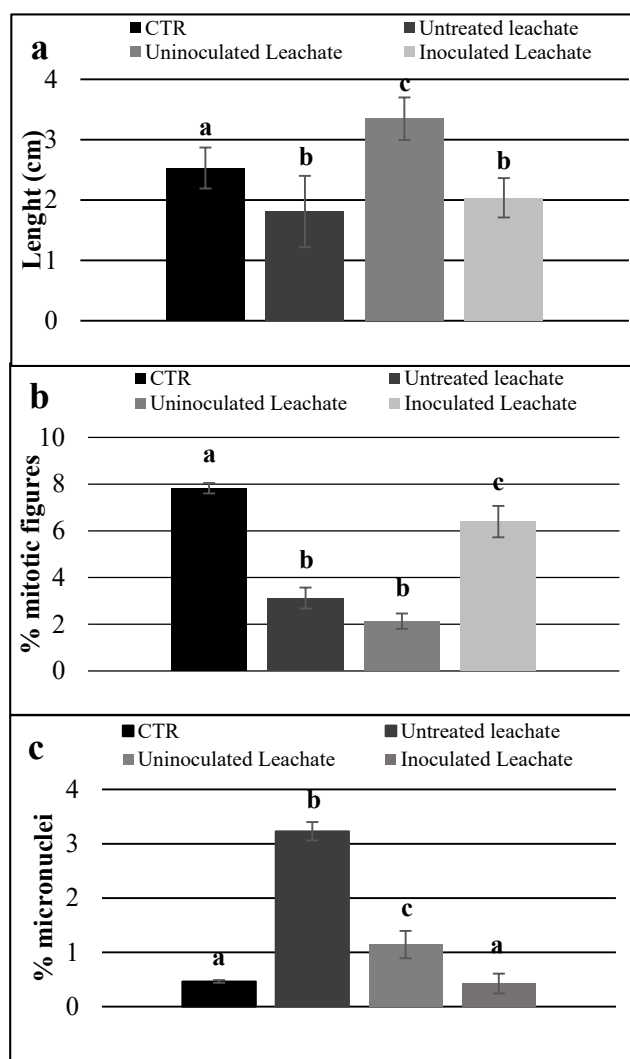 a
CTR Untreated leachate
Uninoculated Leachate Inoculated Leachate
Lenght (cm)
4
3
2
1
0
a b c b
b
CTR Untreated leachate
Uninoculated Leachate Inoculated Leachate
% mitotic figures
10
8
6
4
2
0
a b b c
c
CTR Untreated leachate
Uninoculated Leachate Inoculated Leachate
% micronuclei
4
3
2
1
0
a b c a